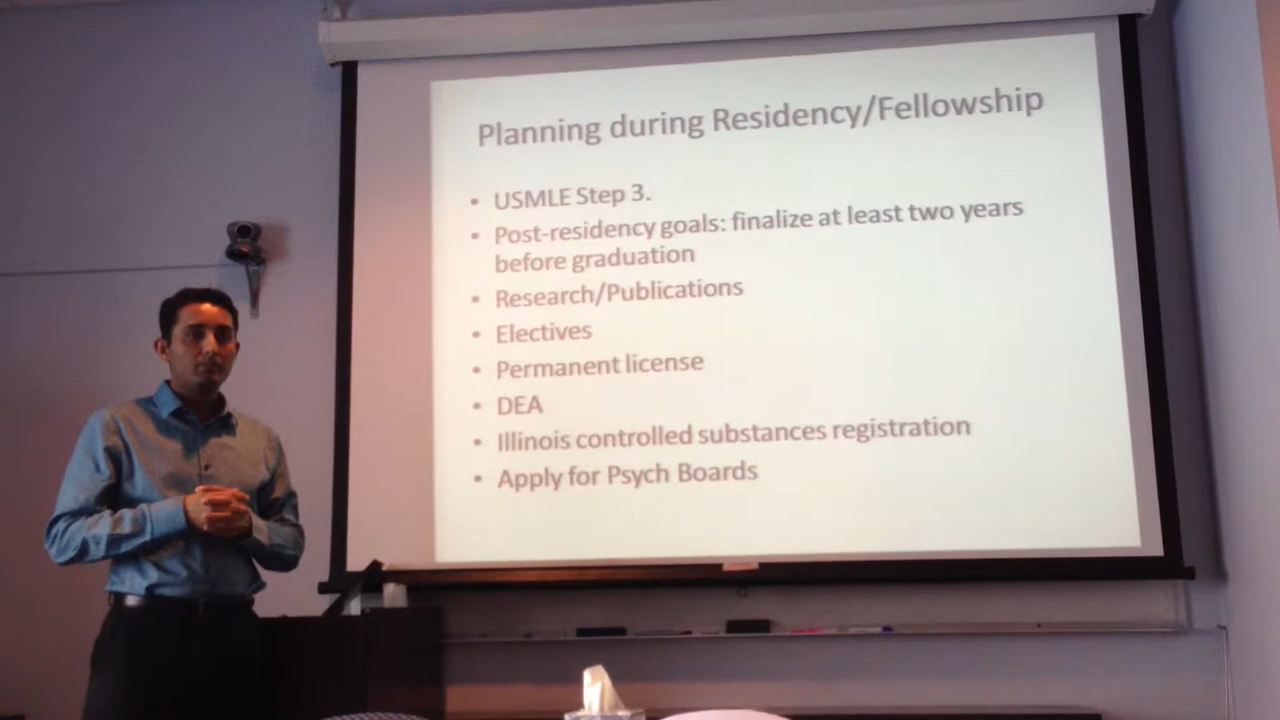 Planning during Residency/Fellowship
• USMLE Step 3.
• Post-residency goals: finalize at least two years
before graduation
• Research/Publications
• Electives
• Permanent license
• DEA
• Illinois controlled substances registration
• Apply for Psych Boards